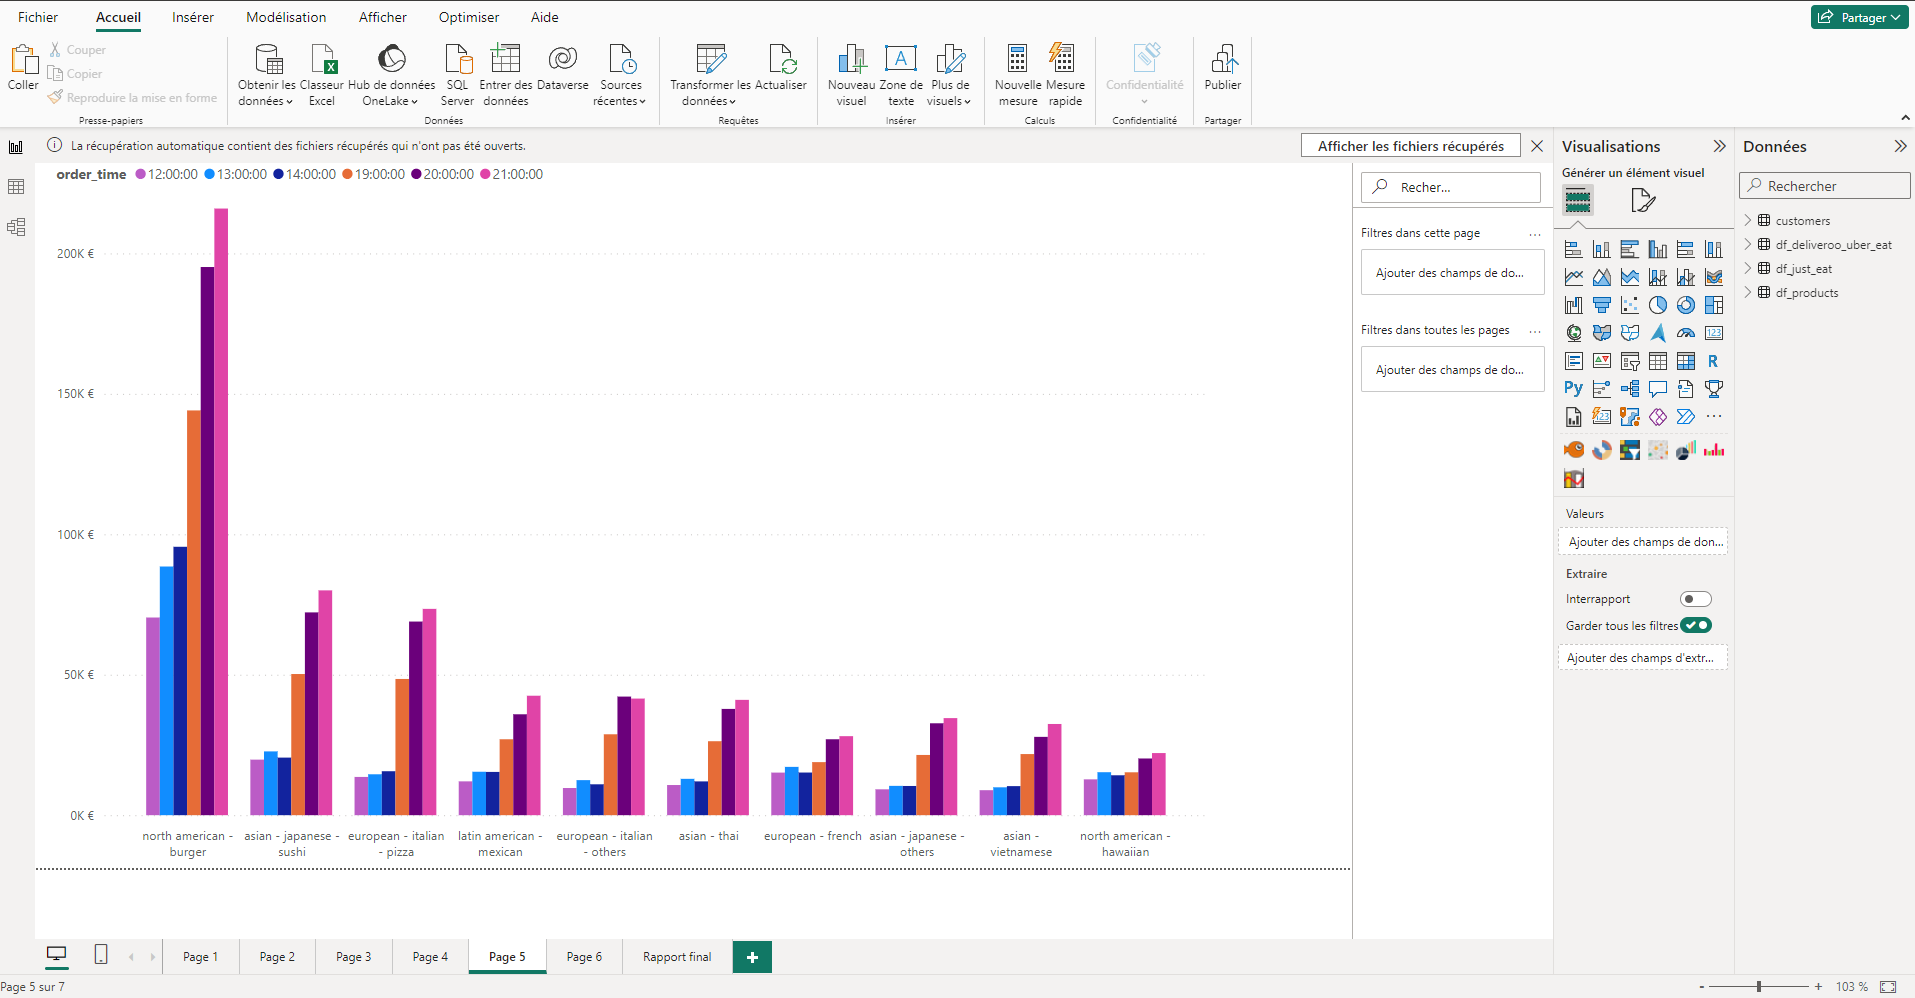 Fichier Accueil Insérer Modélisation Afficher Optimiser Aide
Partager
Coller
Couper
Copier
Reproduire la mise en forme
Presse-papiers
Obtenir les données
Classeur Excel
Hub de données OneLake
SQL Server
Entrer des données
Dataverse
Sources récentes
Données
Transformer les données
Actualiser
Requêtes
Nouveau visuel
Zone de texte
Plus de visuels
Insérer
Nouvelle mesure
Mesure rapide
Calculs
Confidentialité
Confidentialité
Publier
Partager
La récupération automatique contient des fichiers récupérés qui n'ont pas été ouverts.
Afficher les fichiers récupérés
order_time 12:00:00 13:00:00 14:00:00 19:00:00 20:00:00 21:00:00
200K €
150K €
100K €
50K €
0K €
north american - burger
asian - japanese - sushi
european - italian - pizza
latin american - mexican
european - italian - others
asian - thai
european - french
asian - japanese - others
asian - vietnamese
north american - hawaiian
Recher...
Filtres dans cette page ...
Ajouter des champs de do...
Filtres dans toutes les pages ...
Ajouter des champs de do...
Visualisations
Générer un élément visuel
123
R
Py
123
Valeurs
Ajouter des champs de don...
Extraire
Interrapport
Garder tous les filtres
Ajouter des champs d'extr...
Données
Rechercher
customers
df_deliveroo_uber_eat
df_just_eat
df_products
Page 1 Page 2 Page 3 Page 4 Page 5 Page 6 Rapport final +
Page 5 sur 7
- + 103 %